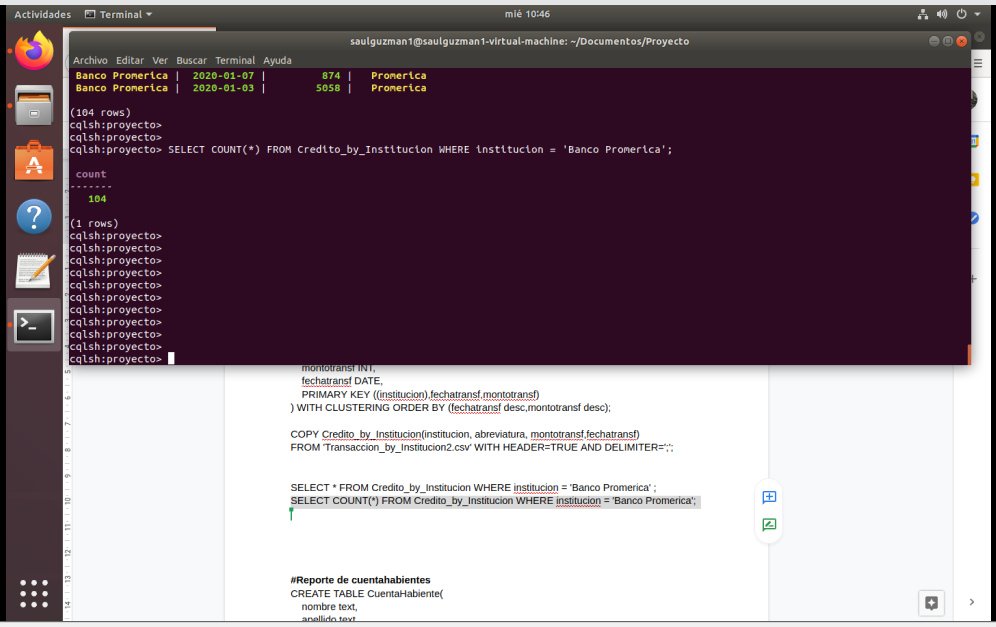 Actividades Terminal mié 10:46
saulguzman1@saulguzman1-virtual-machine: ~/Documentos/Proyecto
Archivo Editar Ver Buscar Terminal Ayuda
Banco Promerica | 2020-01-07 | 874 | Promerica
Banco Promerica | 2020-01-03 | 5058 | Promerica
(104 rows)
cqlsh:proyecto>
cqlsh:proyecto>
cqlsh:proyecto> SELECT COUNT(*) FROM Credito_by_Institucion WHERE institucion = 'Banco Promerica';
count
-------
104
(1 rows)
cqlsh:proyecto>
cqlsh:proyecto>
cqlsh:proyecto>
cqlsh:proyecto>
cqlsh:proyecto>
cqlsh:proyecto>
cqlsh:proyecto>
cqlsh:proyecto>
cqlsh:proyecto>
cqlsh:proyecto>
cqlsh:proyecto>
montotransf INT,
fechatransf DATE,
PRIMARY KEY ((institucion),fechatransf,montotransf)
) WITH CLUSTERING ORDER BY (fechatransf desc,montotransf desc);
COPY Credito_by_Institucion(institucion, abreviatura, montotransf,fechatransf)
FROM 'Transaccion_by_Institucion2.csv' WITH HEADER=TRUE AND DELIMITER=';';
SELECT * FROM Credito_by_Institucion WHERE institucion = 'Banco Promerica' ;
SELECT COUNT(*) FROM Credito_by_Institucion WHERE institucion = 'Banco Promerica';
#Reporte de cuentahabientes
CREATE TABLE CuentaHabiente(
nombre text,
apellido text